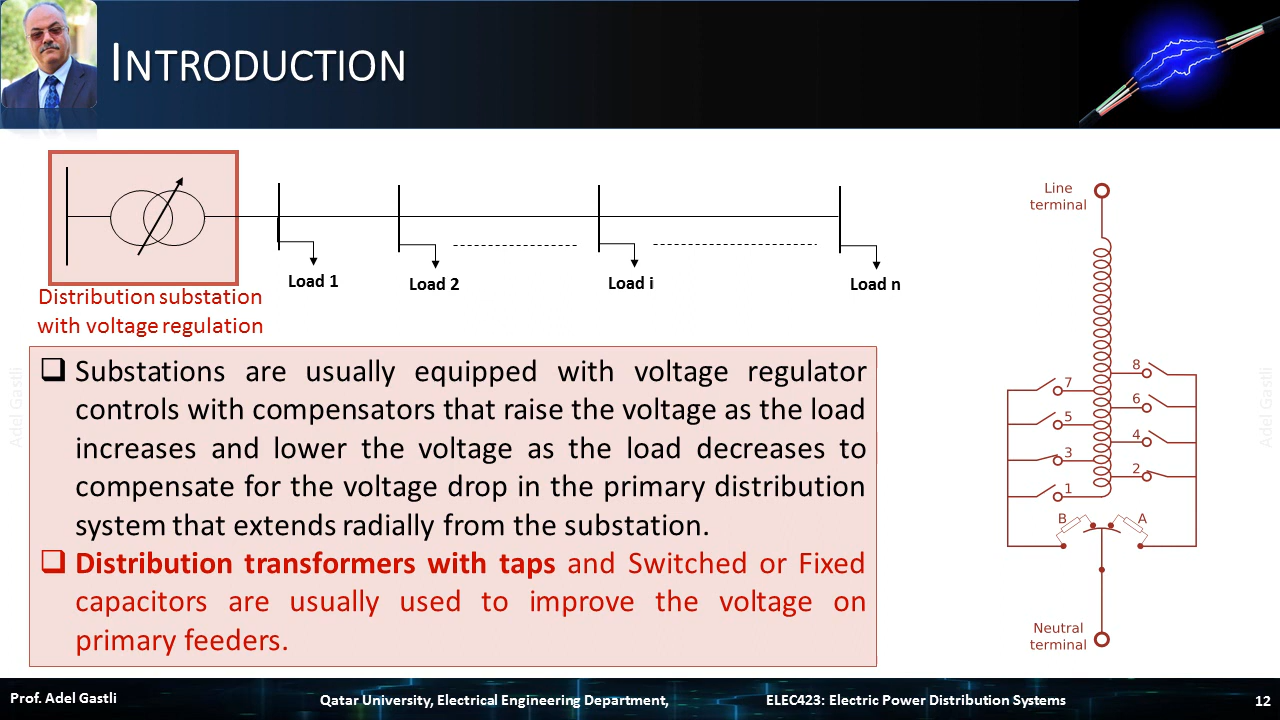 INTRODUCTION
Line
terminal
Load 1
Load 2
Load i
Load n
Distribution substation
with voltage regulation
❑ Substations are usually equipped with voltage regulator
controls with compensators that raise the voltage as the load
increases and lower the voltage as the load decreases to
compensate for the voltage drop in the primary distribution
system that extends radially from the substation.
❑ Distribution transformers with taps and Switched or Fixed
capacitors are usually used to improve the voltage on
primary feeders.
8
7
6
5
4
3
2
1
B
A
Neutral
terminal
Adel Gastli
Adel Gastli
Prof. Adel Gastli
Qatar University, Electrical Engineering Department,
ELEC423: Electric Power Distribution Systems
12